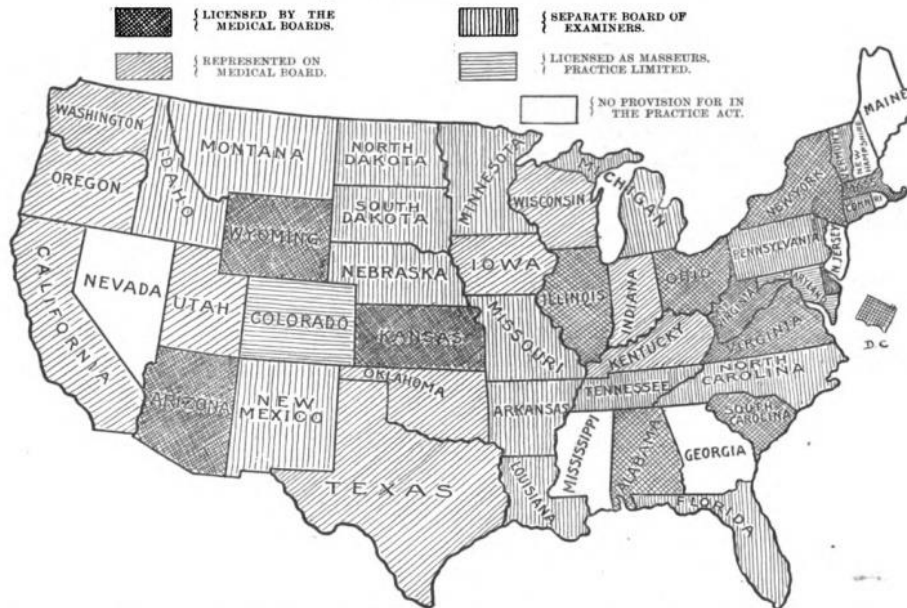 LICENSED BY THE
MEDICAL BOARDS.
SEPARATE BOARD OF
EXAMINERS.
REPRESENTED ON
MEDICAL BOARD.
LICENSED AS MASSEURS,
PRACTICE LIMITED.
NO PROVISION FOR IN
THE PRACTICE ACT.
WASHINGTON
OREGON
CALIFORNIA
NEVADA
IDAHO
MONTANA
WYOMING
UTAH
COLORADO
ARIZONA
NEW
MEXICO
NORTH
DAKOTA
SOUTH
DAKOTA
NEBRASKA
KANSAS
OKLAHOMA
TEXAS
MINNESOTA
IOWA
MISSOURI
ARKANSAS
LOUISIANA
WISCONSIN
MICHIGAN
ILLINOIS
INDIANA
OHIO
KENTUCKY
TENNESSEE
MISSISSIPPI
ALABAMA
GEORGIA
FLORIDA
SOUTH
CAROLINA
NORTH
CAROLINA
VIRGINIA
PENNSYLVANIA
NEW YORK
N. JERSEY
VERMONT
NEW
HAMPSHIRE
MAINE
CONN
R I
D C